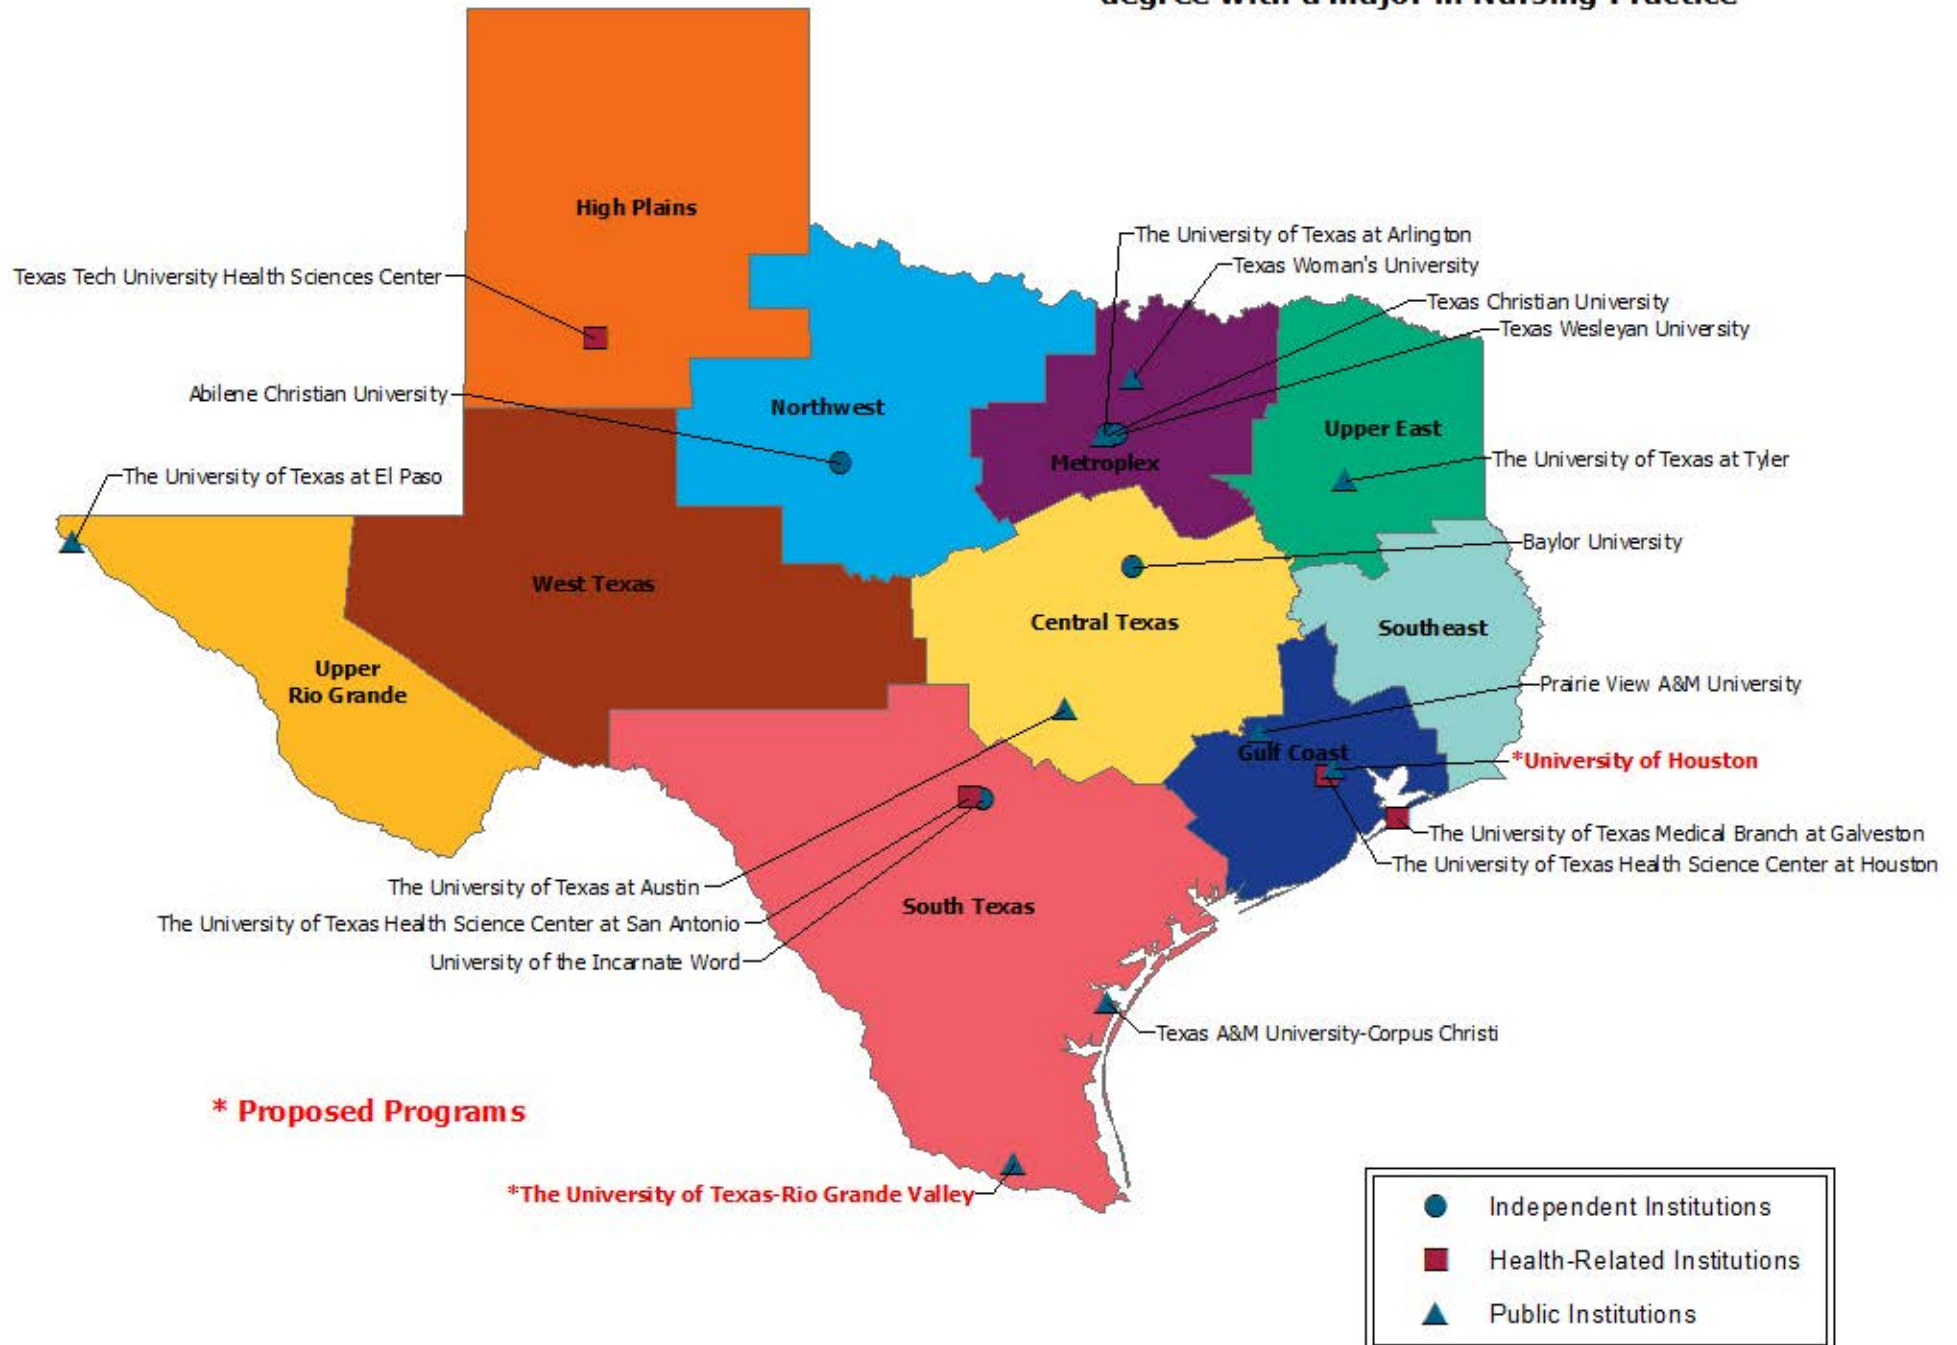 degree with a major in Nursing Practice
High Plains
The University of Texas at Arlington
Texas Woman's University
Texas Tech University Health Sciences Center
Texas Christian University
Texas Wesleyan University
Abilene Christian University
Northwest
Upper East
Metroplex
The University of Texas at Tyler
The University of Texas at El Paso
Baylor University
West Texas
Central Texas
Southeast
Upper
Rio Grande
Prairie View A&M University
Gulf Coast
*University of Houston
The University of Texas Medical Branch at Galveston
The University of Texas Health Science Center at Houston
The University of Texas at Austin
South Texas
The University of Texas Health Science Center at San Antonio
University of the Incarnate Word
Texas A&M University-Corpus Christi
* Proposed Programs
*The University of Texas-Rio Grande Valley
Independent Institutions
Health-Related Institutions
Public Institutions